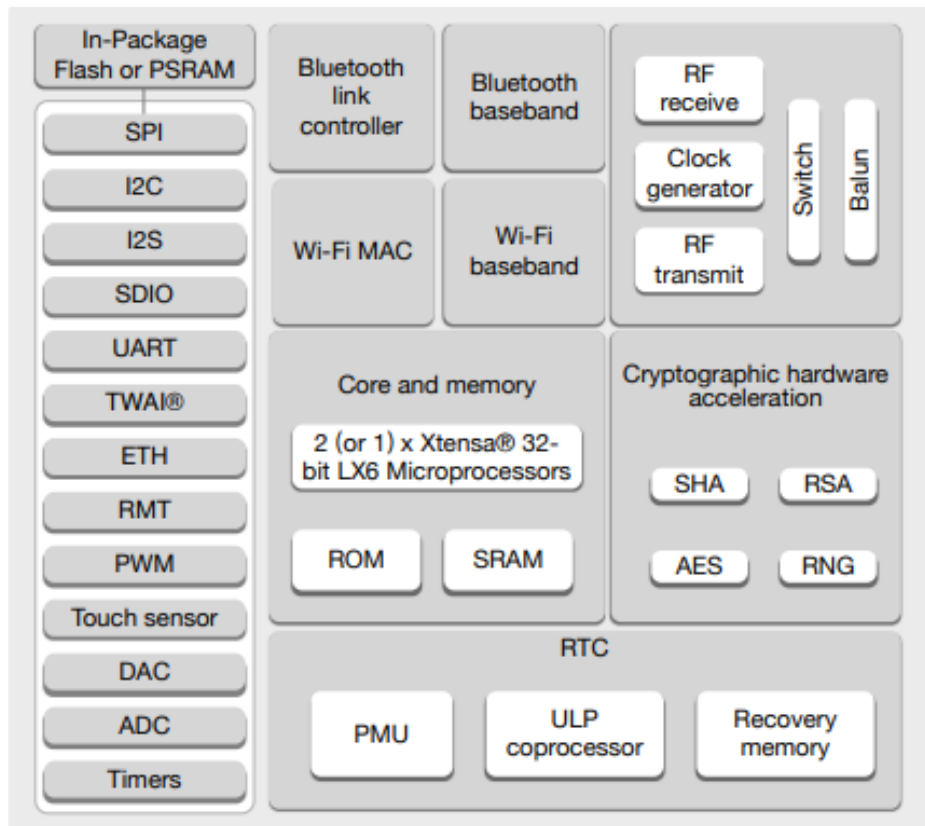 In-Package
Flash or PSRAM
SPI
I2C
I2S
SDIO
UART
TWAI®
ETH
RMT
PWM
Touch sensor
DAC
ADC
Timers
Bluetooth
link
controller
Bluetooth
baseband
Wi-Fi MAC
Wi-Fi
baseband
RF
receive
Clock
generator
RF
transmit
Switch
Balun
Core and memory
2 (or 1) x Xtensa® 32-
bit LX6 Microprocessors
ROM
SRAM
Cryptographic hardware
acceleration
SHA
RSA
AES
RNG
RTC
PMU
ULP
coprocessor
Recovery
memory